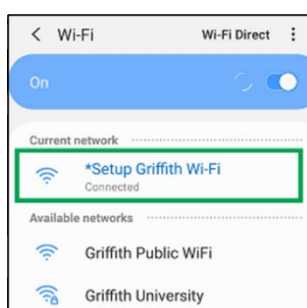 Wi-Fi Wi-Fi Direct
On
Current network
*Setup Griffith Wi-Fi
Connected
Available networks
Griffith Public WiFi
Griffith University